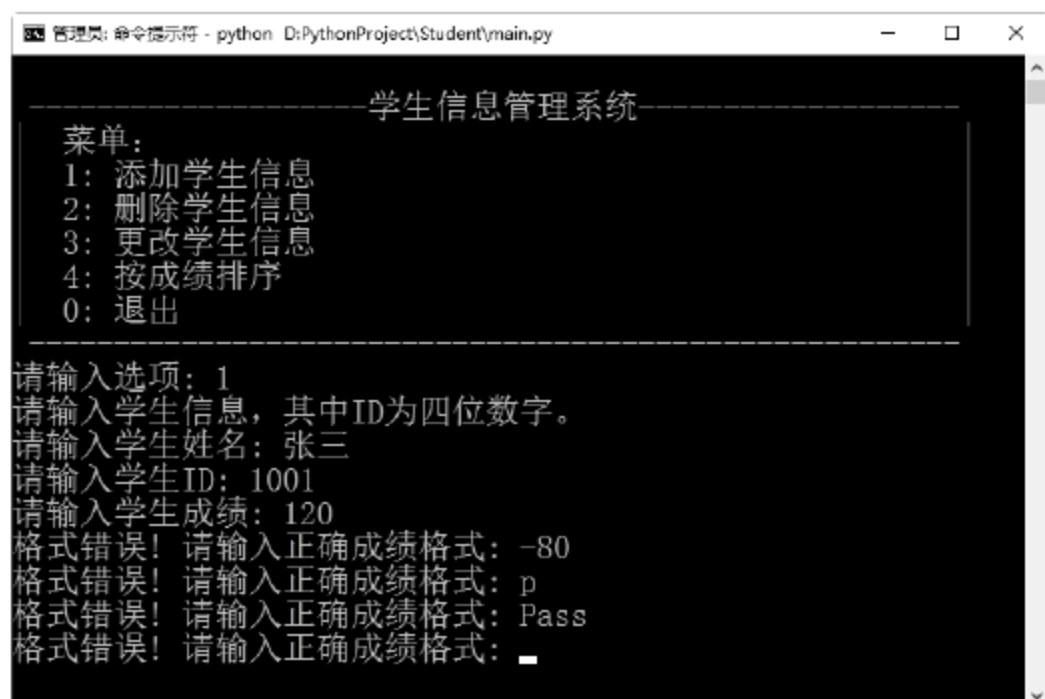 管理员: 命令提示符 - python D:PythonProject\Student\main.py
--------------------学生信息管理系统-------------------
菜单:
1: 添加学生信息
2: 删除学生信息
3: 更改学生信息
4: 按成绩排序
0: 退出
请输入选项: 1
请输入学生信息, 其中ID为四位数字。
请输入学生姓名: 张三
请输入学生ID: 1001
请输入学生成绩: 120
格式错误! 请输入正确成绩格式: -80
格式错误! 请输入正确成绩格式: p
格式错误! 请输入正确成绩格式: Pass
格式错误! 请输入正确成绩格式: